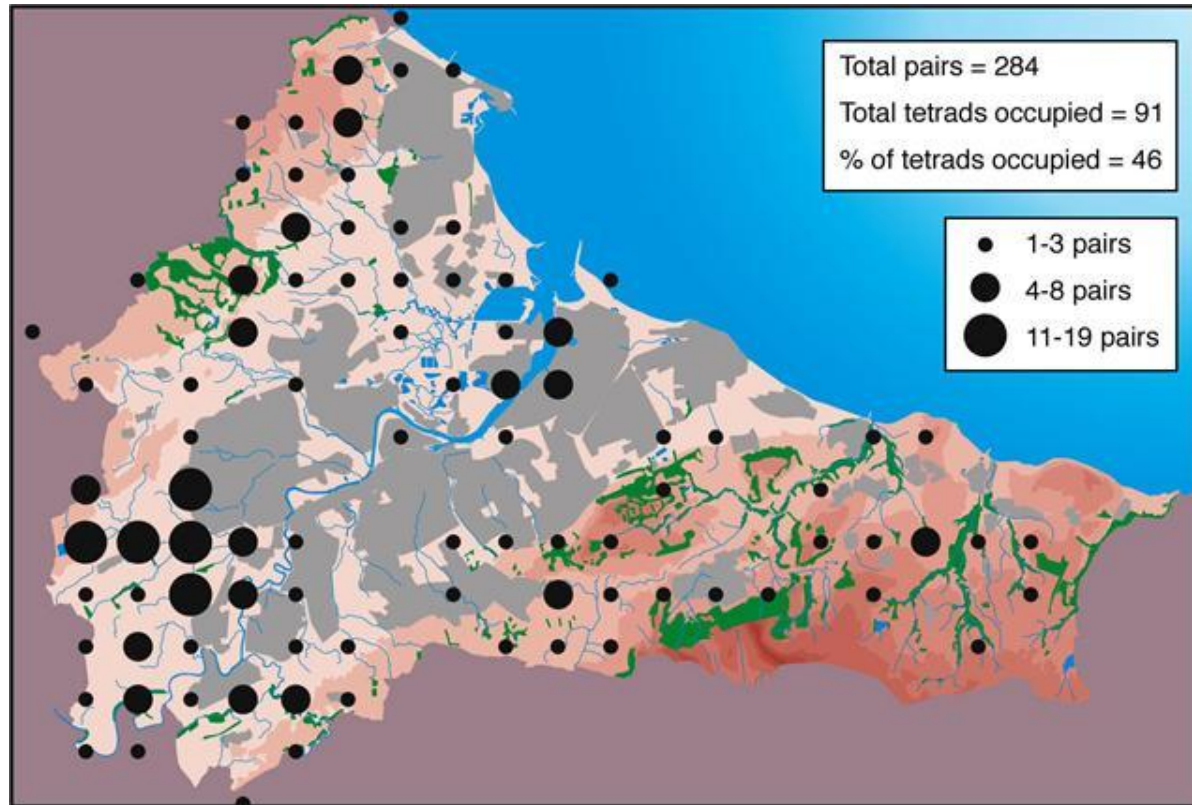 Total pairs = 284
Total tetrads occupied = 91
% of tetrads occupied = 46
1-3 pairs
4-8 pairs
11-19 pairs